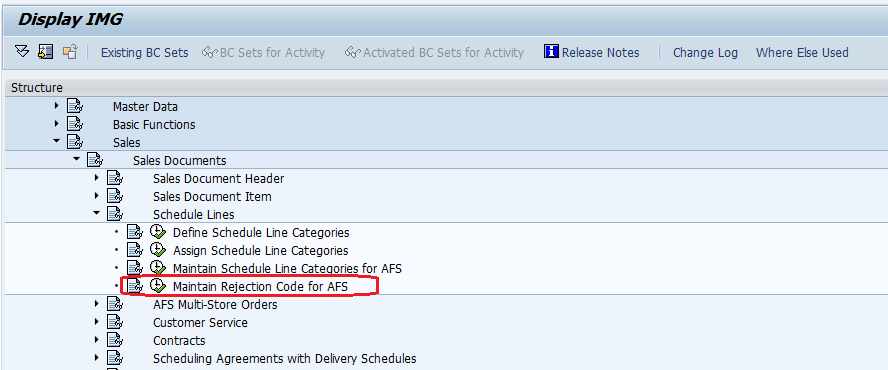 Display IMG
Existing BC Sets BC Sets for Activity Activated BC Sets for Activity Release Notes Change Log Where Else Used
Structure
Master Data
Basic Functions
Sales
Sales Documents
Sales Document Header
Sales Document Item
Schedule Lines
Define Schedule Line Categories
Assign Schedule Line Categories
Maintain Schedule Line Categories for AFS
Maintain Rejection Code for AFS
AFS Multi-Store Orders
Customer Service
Contracts
Scheduling Agreements with Delivery Schedules